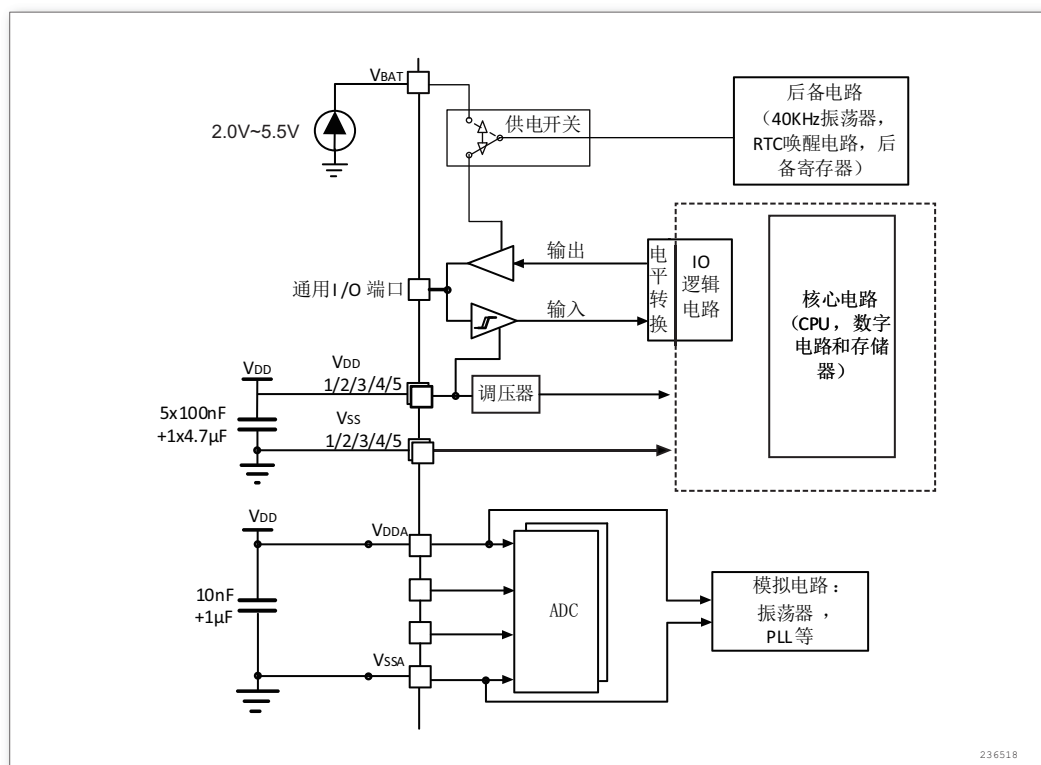 VBAT
2.0V~5.5V
供电开关
后备电路
（40KHz振荡器，
RTC唤醒电路，后
备寄存器）
输出
通用I/O 端口
输入
电平转换
IO
逻辑
电路
核心电路
（CPU，数字
电路和存储
器）
VDD
VDD
1/2/3/4/5
调压器
5x100nF
+1x4.7μF
VSS
1/2/3/4/5
VDD
VDDA
10nF
+1μF
ADC
模拟电路：
振荡器，
PLL等
VSSA
236518